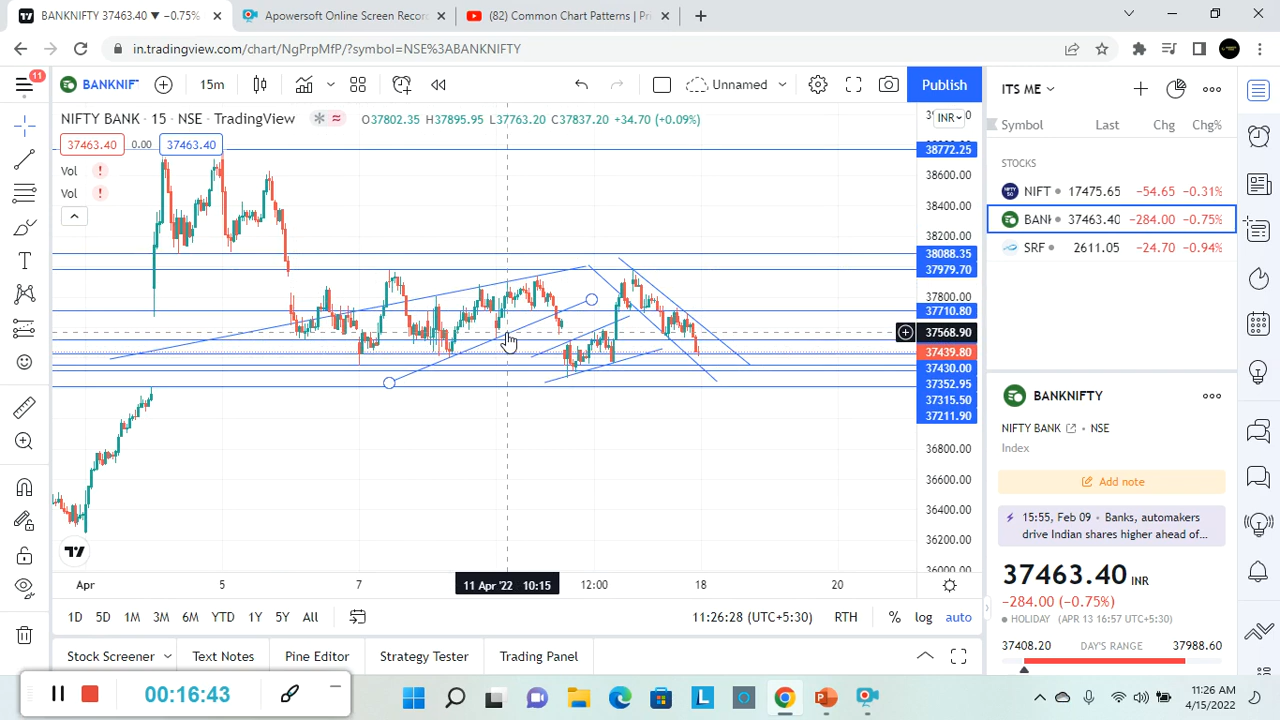 BANKNIFTY 37463.40 ▼ −0.75%
Apowersoft Online Screen Recor
(82) Common Chart Patterns | Pri
in.tradingview.com/chart/NgPrpMfP/?symbol=NSE%3ABANKNIFTY
11
BANKNIF
15m
Unnamed
Publish
ITS ME
NIFTY BANK · 15 · NSE · TradingView
O37802.35 H37895.95 L37763.20 C37837.20 +34.70 (+0.09%)
INR
Symbol Last Chg Chg%
37463.40 0.00 37463.40
Vol
Vol
STOCKS
NIFT 17475.65 −54.65 −0.31%
BANK 37463.40 −284.00 −0.75%
SRF 2611.05 −24.70 −0.94%
38772.25
38600.00
38400.00
38200.00
38088.35
37979.70
37800.00
37710.80
37568.90
37439.80
37430.00
37352.95
37315.50
37211.90
36800.00
36600.00
36400.00
36200.00
36000.00
BANKNIFTY
NIFTY BANK · NSE
Index
Add note
15:55, Feb 09 · Banks, automakers
drive Indian shares higher ahead of...
37463.40 INR
−284.00 (−0.75%)
HOLIDAY (APR 13 16:57 UTC+5:30)
37408.20 DAY'S RANGE 37988.60
Apr 5 7 11 Apr '22 10:15 12:00 18 20
1D 5D 1M 3M 6M YTD 1Y 5Y All
11:26:28 (UTC+5:30) RTH % log auto
Stock Screener Text Notes Pine Editor Strategy Tester Trading Panel
00:16:43
11:26 AM
4/15/2022